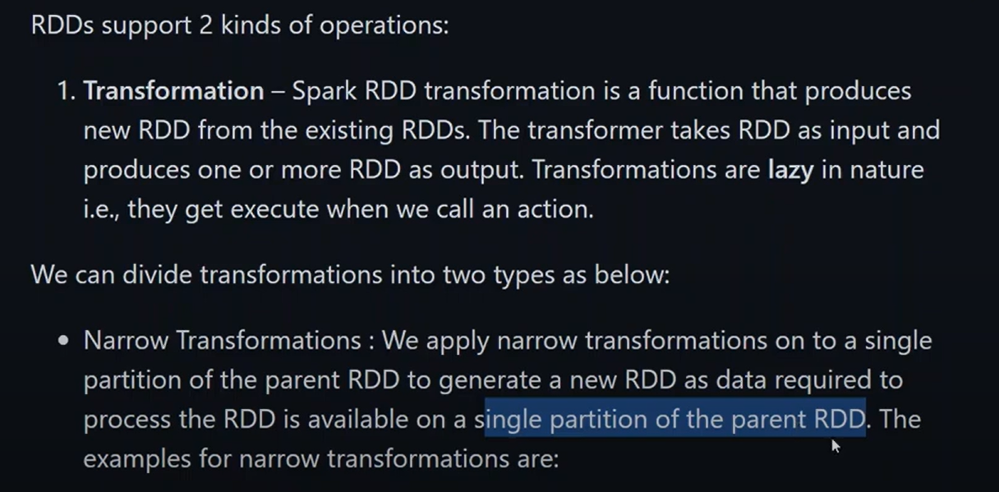 RDDs support 2 kinds of operations:
1. Transformation – Spark RDD transformation is a function that produces
new RDD from the existing RDDs. The transformer takes RDD as input and
produces one or more RDD as output. Transformations are lazy in nature
i.e., they get execute when we call an action.
We can divide transformations into two types as below:
• Narrow Transformations : We apply narrow transformations on to a single
partition of the parent RDD to generate a new RDD as data required to
process the RDD is available on a single partition of the parent RDD. The
examples for narrow transformations are: